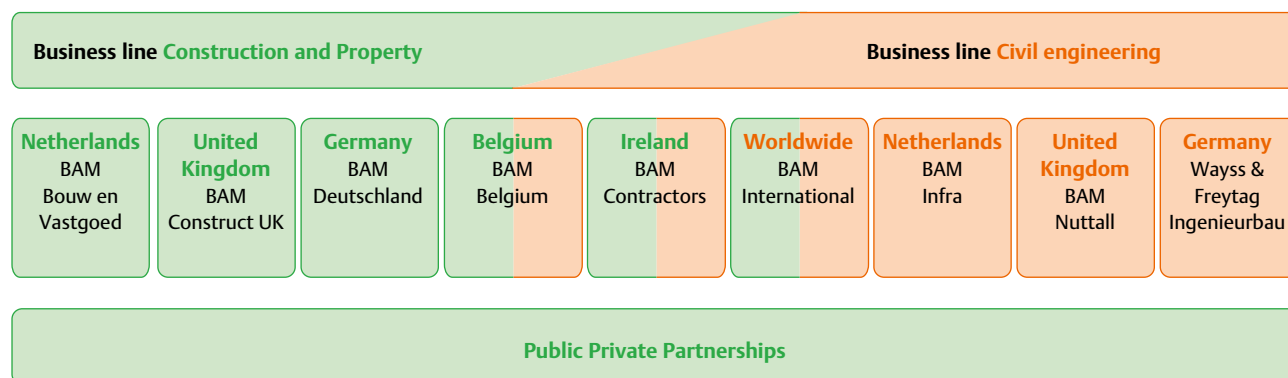 Business line Construction and Property
Business line Civil engineering
Netherlands
BAM
Bouw en
Vastgoed
United
Kingdom
BAM
Construct UK
Germany
BAM
Deutschland
Belgium
BAM
Belgium
Ireland
BAM
Contractors
Worldwide
BAM
International
Netherlands
BAM
Infra
United
Kingdom
BAM
Nuttall
Germany
Wayss &
Freytag
Ingenieurbau
Public Private Partnerships